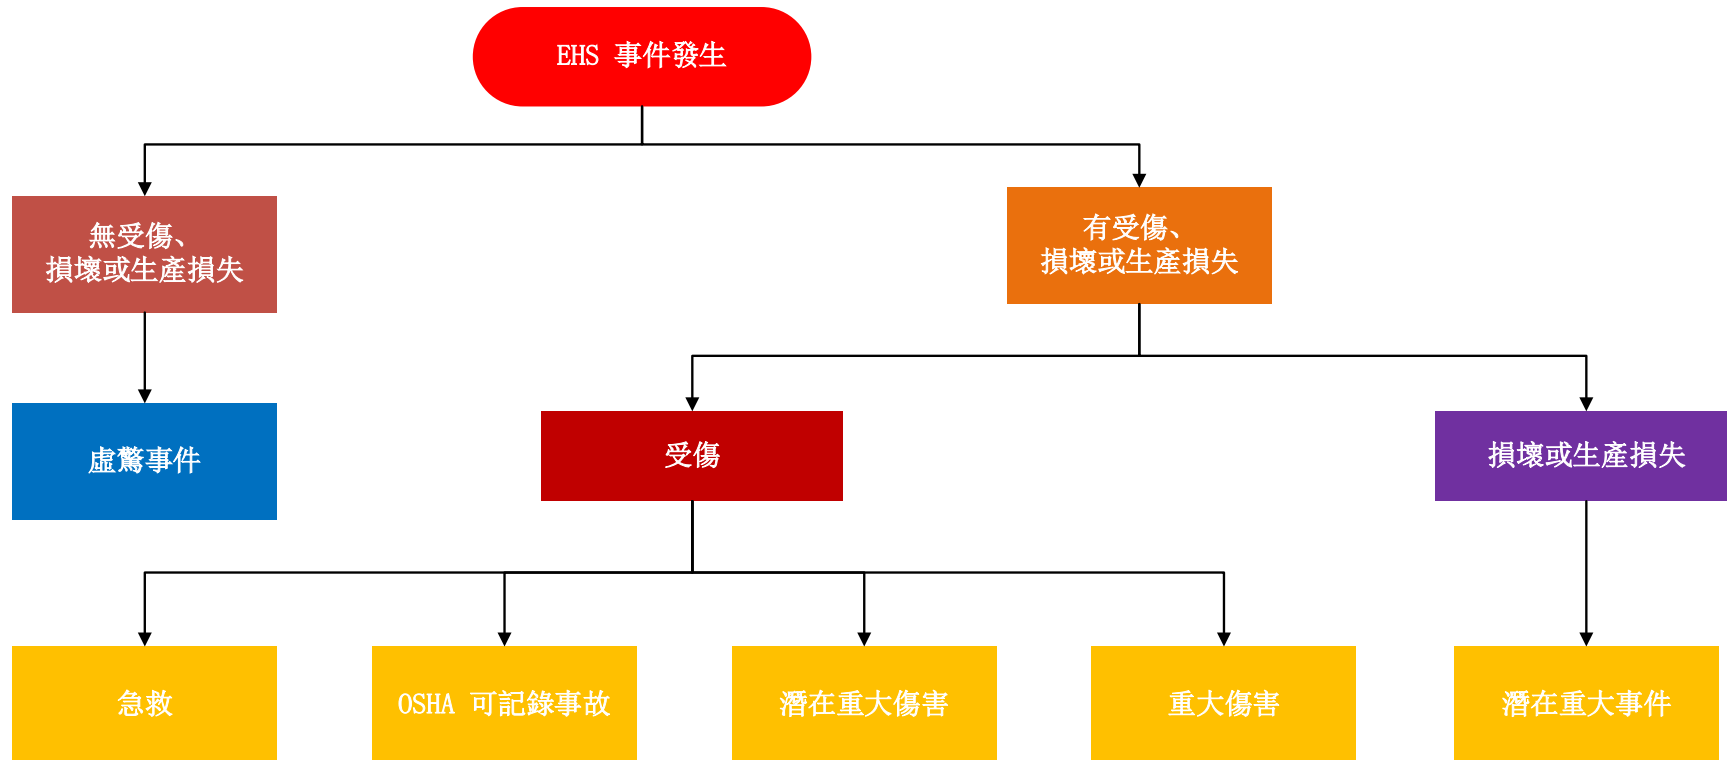 EHS 事件發生
無受傷、
損壞或生產損失
有受傷、
損壞或生產損失
虛驚事件
受傷
損壞或生產損失
急救
OSHA 可記錄事故
潛在重大傷害
重大傷害
潛在重大事件